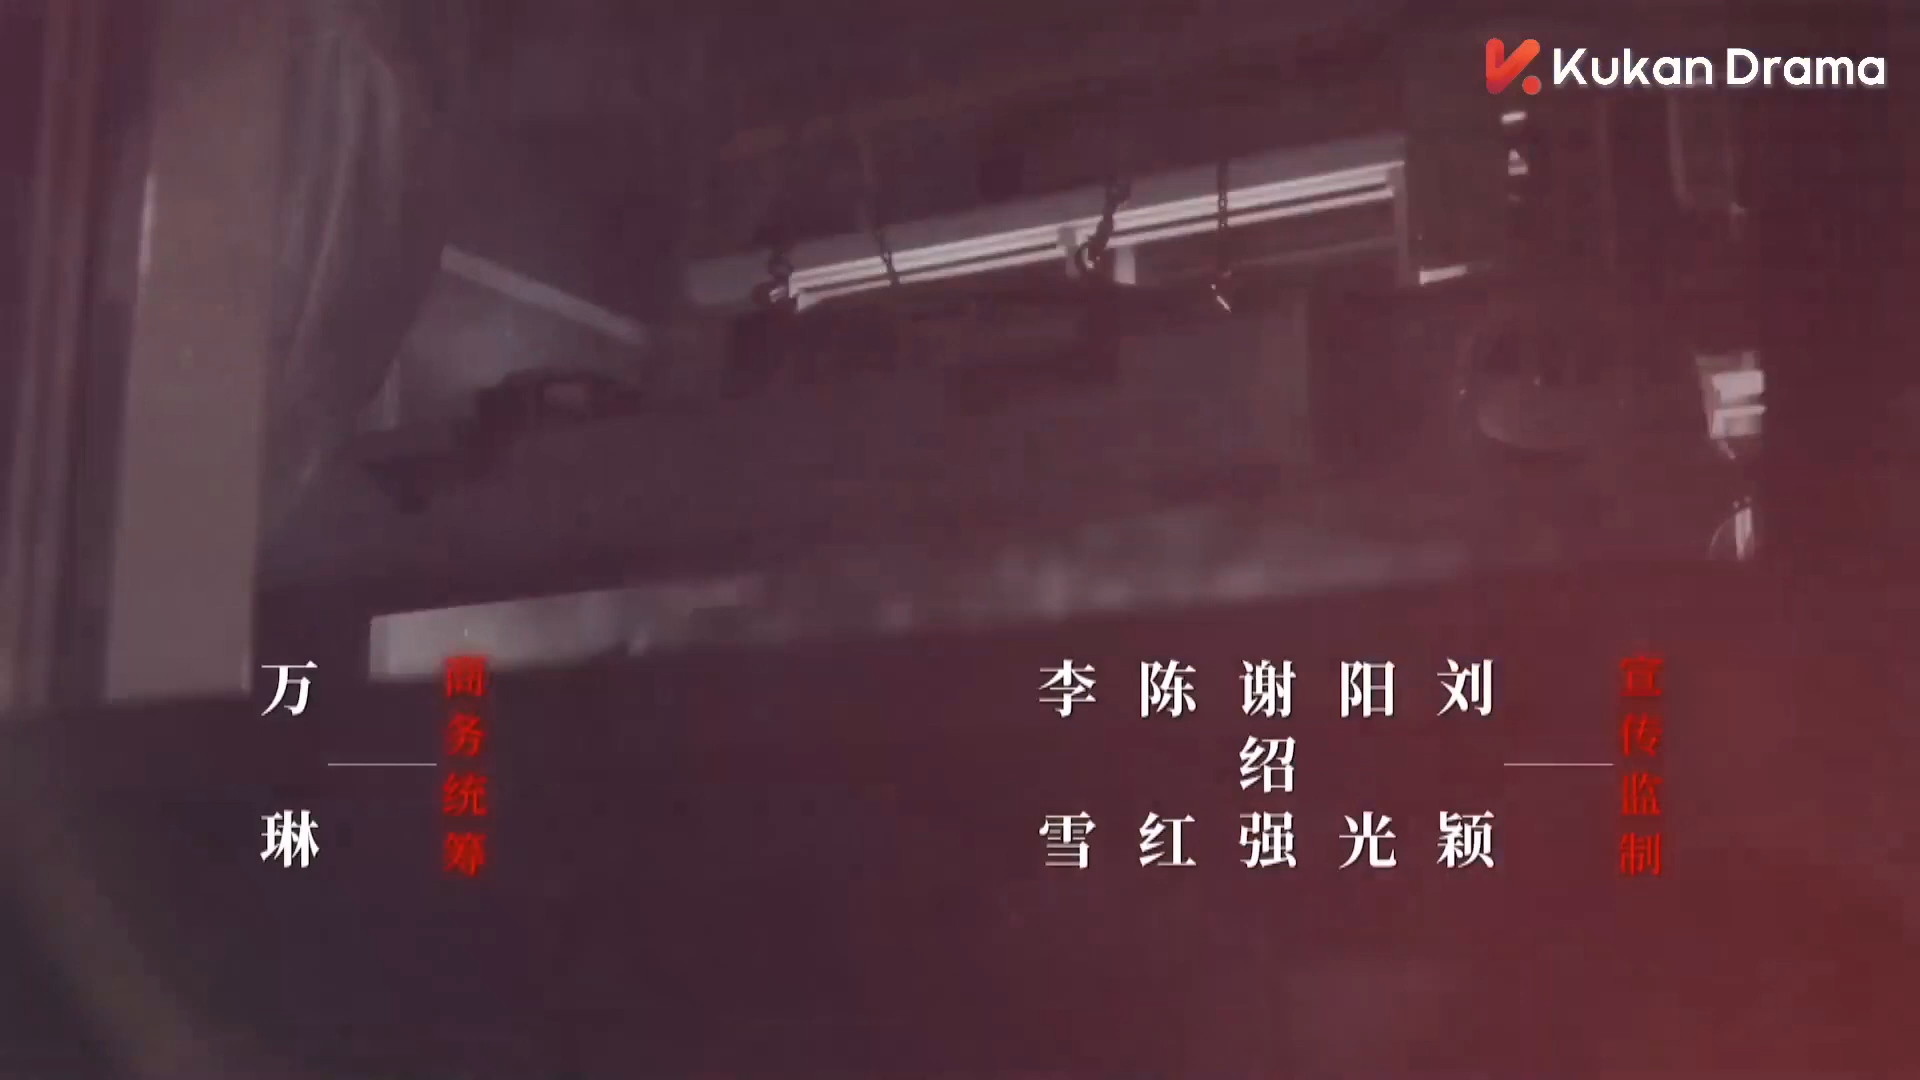 Kukan Drama
宣传监制
刘颖
阳光
谢绍强
陈红
李雪
商务统筹
万琳